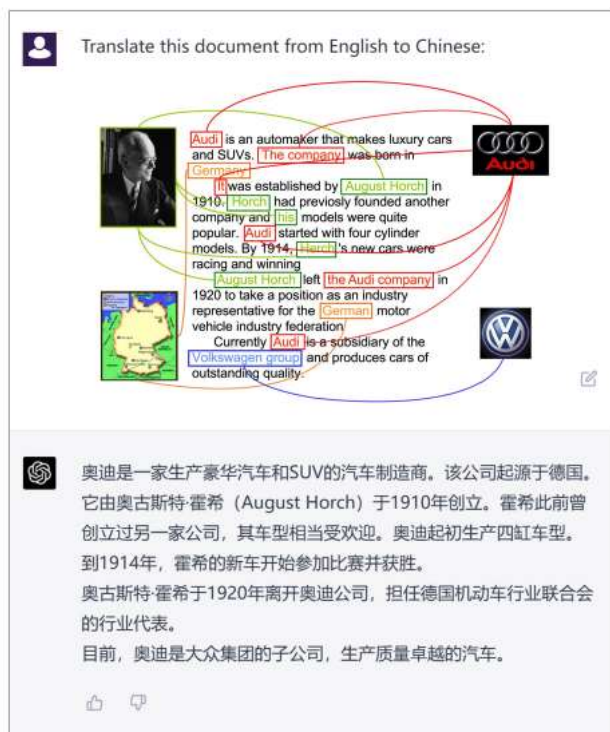 Translate this document from English to Chinese:
Audi is an automaker that makes luxury cars
and SUVs. The company was born in
Germany
It was established by August Horch in
1910. Horch had previosly founded another
company and his models were quite
popular. Audi started with four cylinder
models. By 1914, Horch 's new cars were
racing and winning
August Horch left the Audi company in
1920 to take a position as an industry
representative for the German motor
vehicle industry federation
Currently Audi is a subsidiary of the
Volkswagen group and produces cars of
outstanding quality.
Audi
奥迪是一家生产豪华汽车和SUV的汽车制造商。该公司起源于德国。
它由奥古斯特·霍希（August Horch）于1910年创立。霍希此前曾
创立过另一家公司，其车型相当受欢迎。奥迪起初生产四缸车型。
到1914年，霍希的新车开始参加比赛并获胜。
奥古斯特·霍希于1920年离开奥迪公司，担任德国机动车行业联合会
的行业代表。
目前，奥迪是大众集团的子公司，生产质量卓越的汽车。